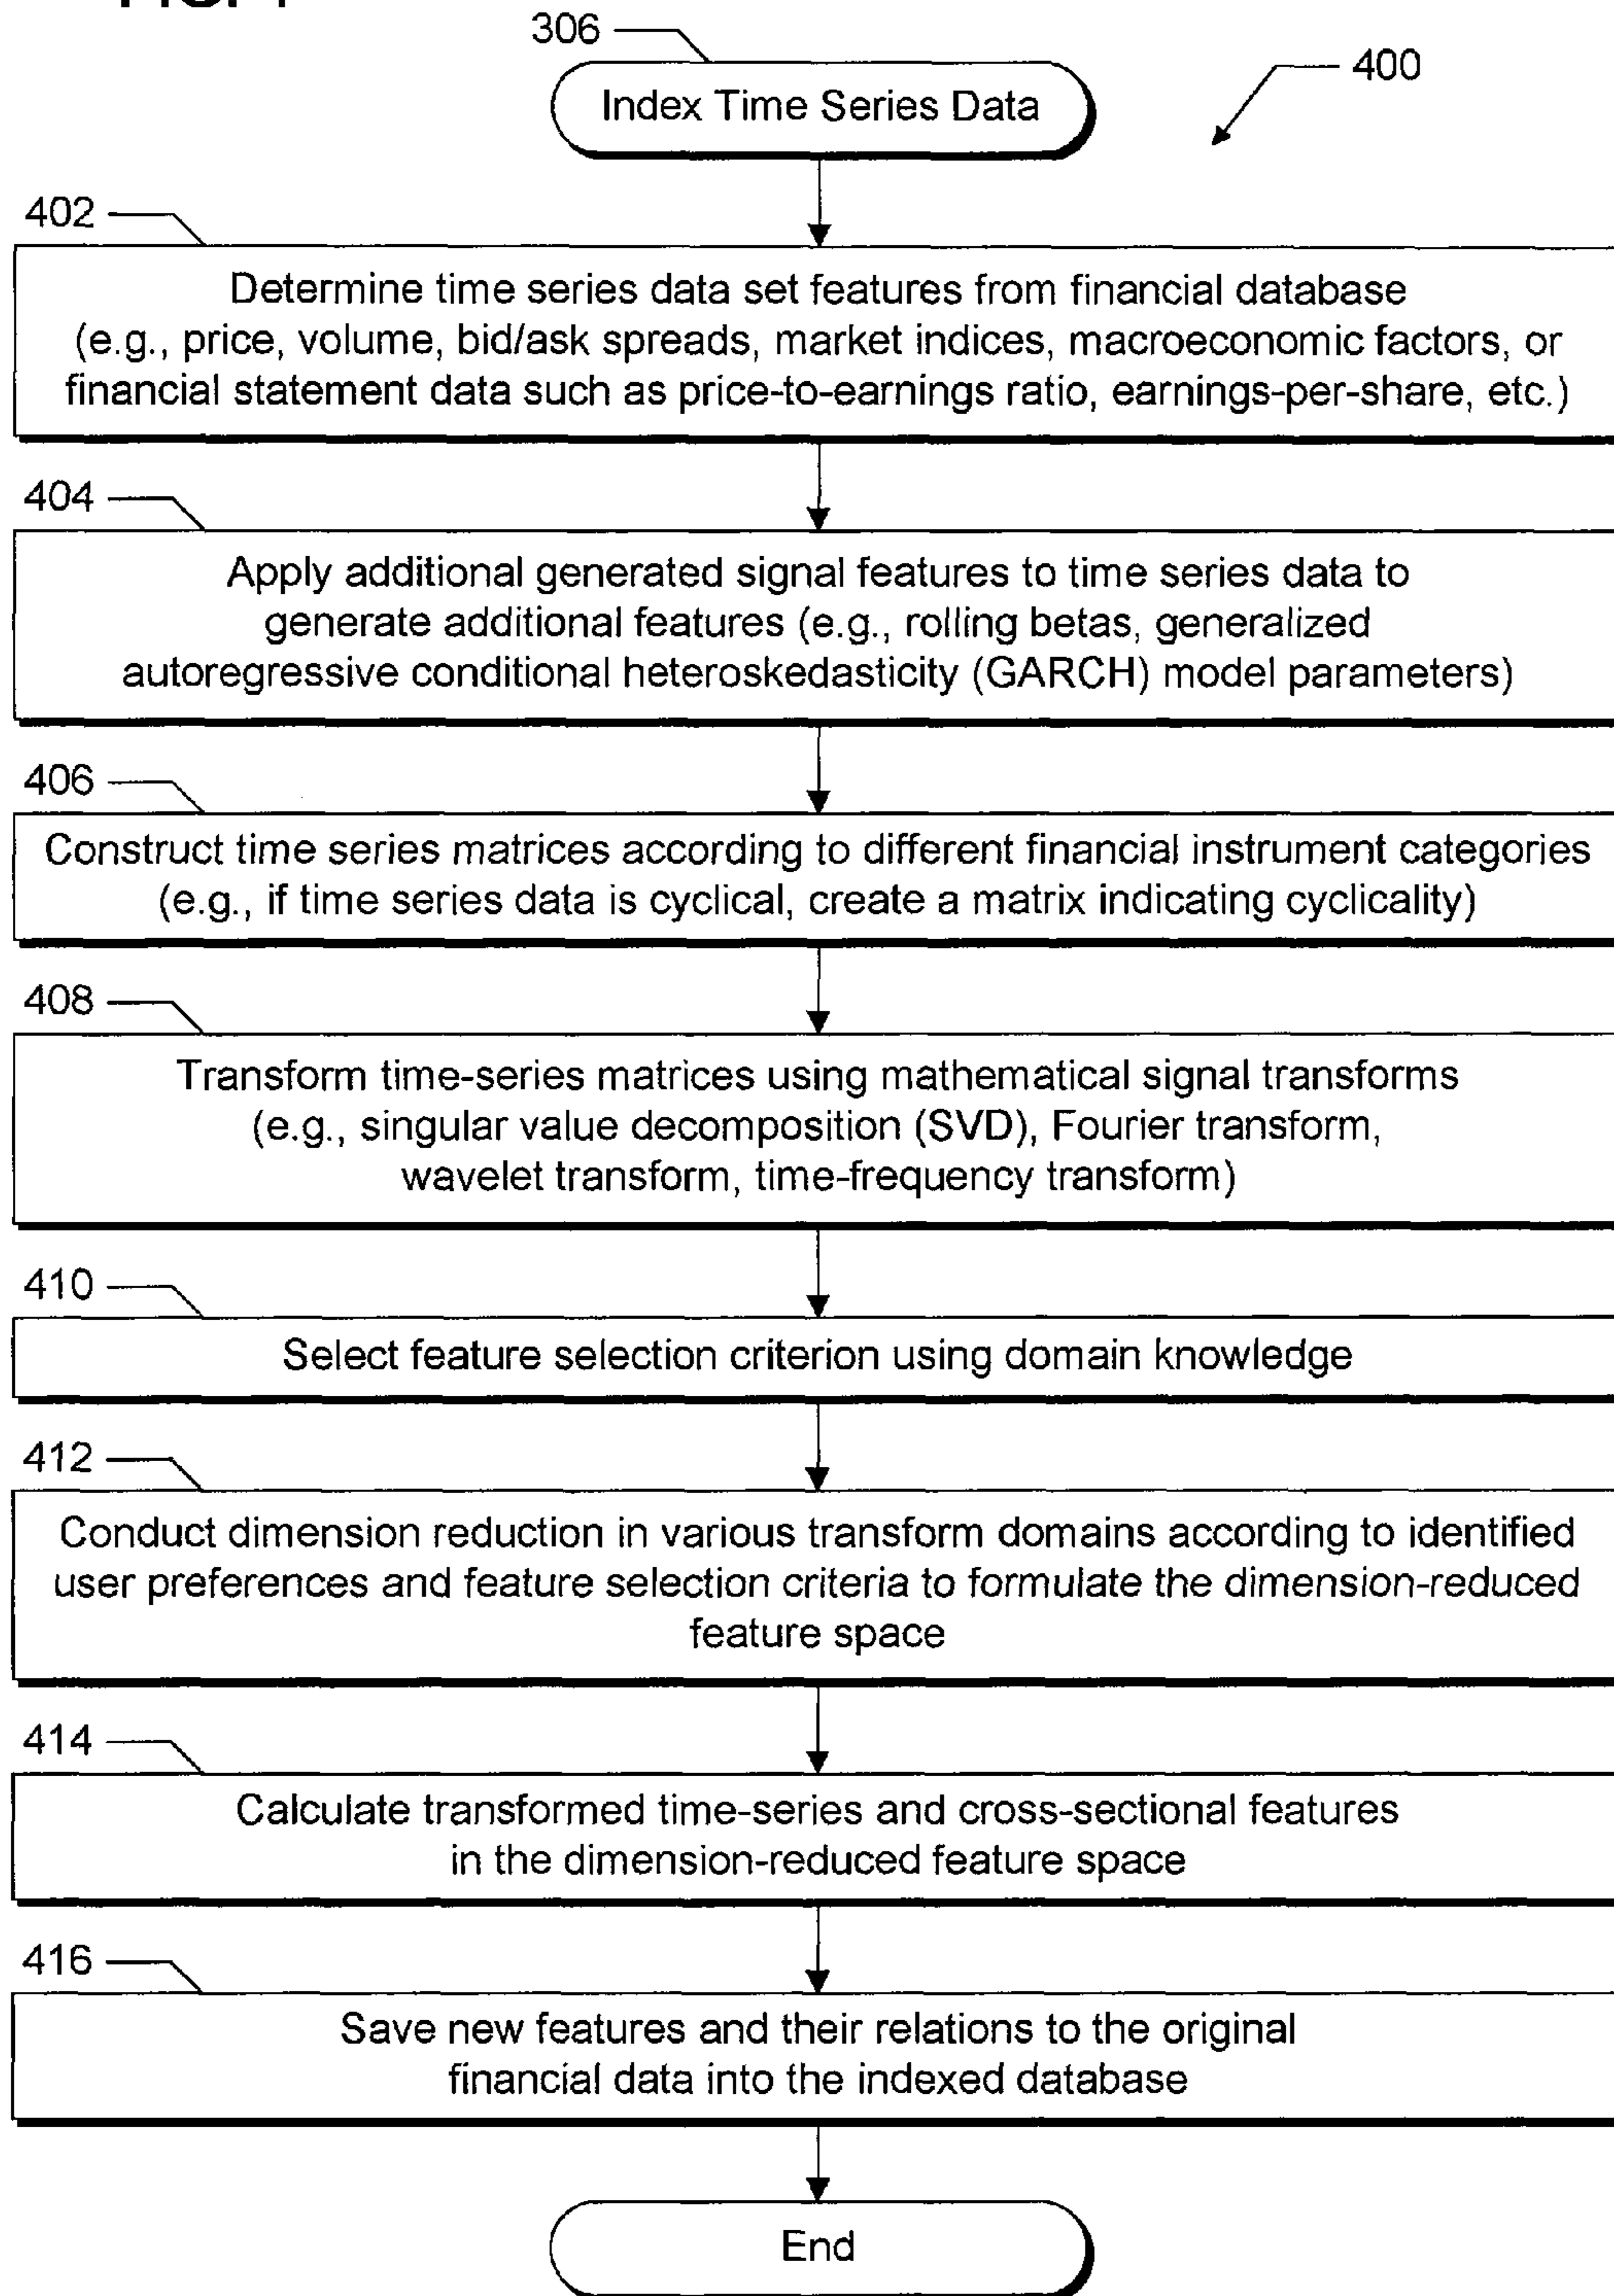 306
400
Index Time Series Data
402
Determine time series data set features from financial database
(e.g., price, volume, bid/ask spreads, market indices, macroeconomic factors, or
financial statement data such as price-to-earnings ratio, earnings-per-share, etc.)
404
Apply additional generated signal features to time series data to
generate additional features (e.g., rolling betas, generalized
autoregressive conditional heteroskedasticity (GARCH) model parameters)
406
Construct time series matrices according to different financial instrument categories
(e.g., if time series data is cyclical, create a matrix indicating cyclicality)
408
Transform time-series matrices using mathematical signal transforms
(e.g., singular value decomposition (SVD), Fourier transform,
wavelet transform, time-frequency transform)
410
Select feature selection criterion using domain knowledge
412
Conduct dimension reduction in various transform domains according to identified
user preferences and feature selection criteria to formulate the dimension-reduced
feature space
414
Calculate transformed time-series and cross-sectional features
in the dimension-reduced feature space
416
Save new features and their relations to the original
financial data into the indexed database
End